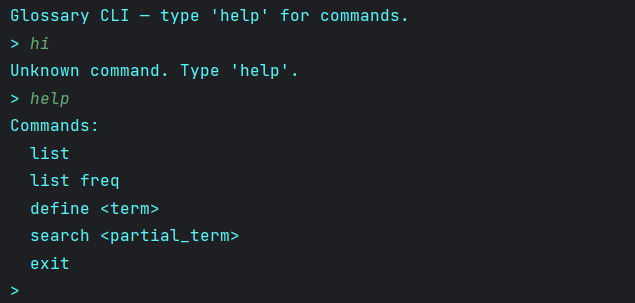 Glossary CLI — type 'help' for commands.
> hi
Unknown command. Type 'help'.
> help
Commands:
  list
  list freq
  define <term>
  search <partial_term>
  exit
>